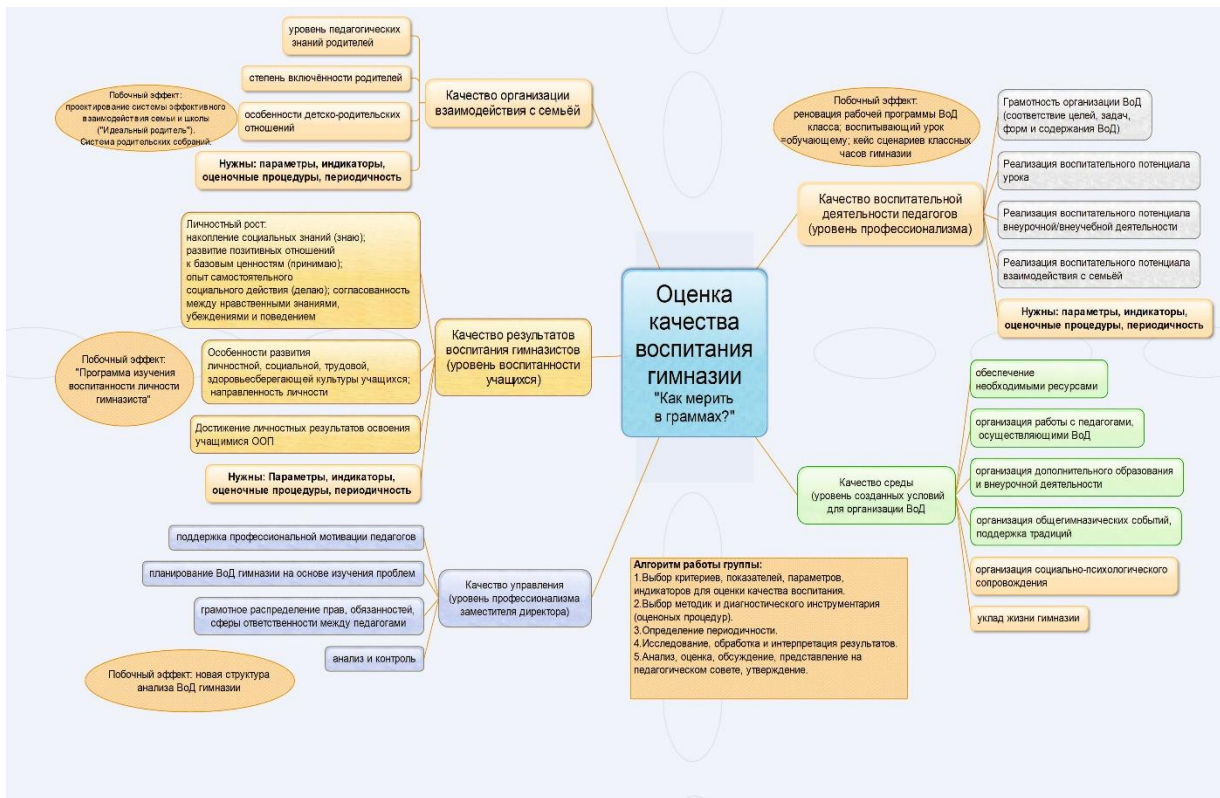 уровень педагогических
знаний родителей
степень включённости родителей
особенности детско-родительских
отношений
Нужны: параметры, индикаторы,
оценочные процедуры, периодичность
Качество организации
взаимодействия с семьёй
Побочный эффект:
проектирование системы эффективного
взаимодействия семьи и школы
("Идеальный родитель").
Система родительских собраний.
Личностный рост:
накопление социальных знаний (знаю);
развитие позитивных отношений
к базовым ценностям (принимаю);
опыт самостоятельного
социального действия (делаю); согласованность
между нравственными знаниями,
убеждениями и поведением
Особенности развития
личностной, социальной, трудовой,
здоровьесберегающей культуры учащихся;
направленность личности
Достижение личностных результатов освоения
учащимися ООП
Нужны: Параметры, индикаторы,
оценочные процедуры, периодичность
Качество результатов
воспитания гимназистов
(уровень воспитанности
учащихся)
Побочный эффект:
"Программа изучения
воспитанности личности
гимназиста"
поддержка профессиональной мотивации педагогов
планирование ВоД гимназии на основе изучения проблем
грамотное распределение прав, обязанностей,
сферы ответственности между педагогами
анализ и контроль
Качество управления
(уровень профессионализма
заместителя директора)
Побочный эффект: новая структура
анализа ВоД гимназии
Оценка
качества
воспитания
гимназии
"Как мерить
в граммах?"
Побочный эффект:
реновация рабочей программы ВоД
класса; воспитывающий урок
=обучающему; кейс сценариев классных
часов гимназии
Качество воспитательной
деятельности педагогов
(уровень профессионализма)
Грамотность организации ВоД
(соответствие целей, задач,
форм и содержания ВоД)
Реализация воспитательного потенциала
урока
Реализация воспитательного потенциала
внеурочной/внеучебной деятельности
Реализация воспитательного потенциала
взаимодействия с семьёй
Нужны: параметры, индикаторы,
оценочные процедуры, периодичность
Качество среды
(уровень созданных условий
для организации ВоД)
обеспечение
необходимыми ресурсами
организация работы с педагогами,
осуществляющими ВоД
организация дополнительного образования
и внеурочной деятельности
организация общегимназических событий,
поддержка традиций
организация социально-психологического
сопровождения
уклад жизни гимназии
Алгоритм работы группы:
1.Выбор критериев, показателей, параметров,
индикаторов для оценки качества воспитания.
2.Выбор методик и диагностического инструментария
(оценоных процедур).
3.Определение периодичности.
4.Исследование, обработка и интерпретация результатов.
5.Анализ, оценка, обсуждение, представление на
педагогическом совете, утверждение.